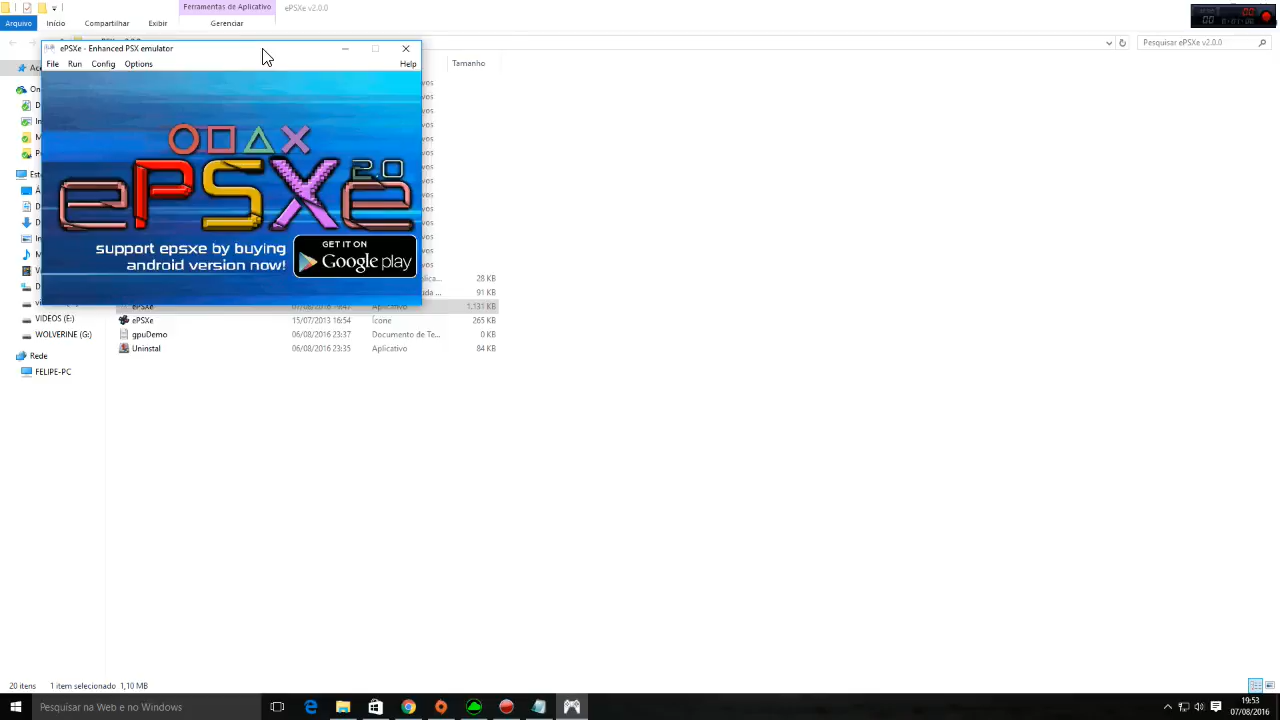 Ferramentas de Aplicativo
ePSXe v2.0.0
Arquivo
Início
Compartilhar
Exibir
Gerenciar
Pesquisar ePSXe v2.0.0
ePSXe - Enhanced PSX emulator
File
Run
Config
Options
Help
Tamanho
ePSXe
2.0
support epsxe by buying
android version now!
GET IT ON
Google play
28 KB
91 KB
ePSXe
Aplicativo
1.131 KB
ePSXe
15/07/2013 16:54
Ícone
265 KB
gpuDemo
06/08/2016 23:37
Documento de Te...
0 KB
Uninstal
06/08/2016 23:35
Aplicativo
84 KB
VIDEOS (E:)
WOLVERINE (G:)
Rede
FELIPE-PC
20 itens
1 item selecionado 1,10 MB
Pesquisar na Web e no Windows
19:53
07/08/2016